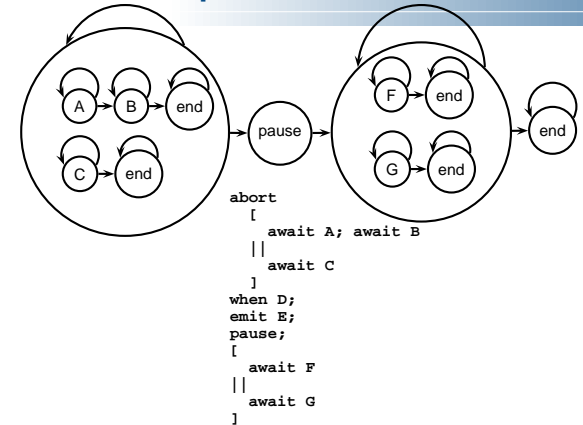 A B end
C end
pause
F end
G end
end
abort
[
await A; await B
||
await C
]
when D;
emit E;
pause;
[
await F
||
await G
]